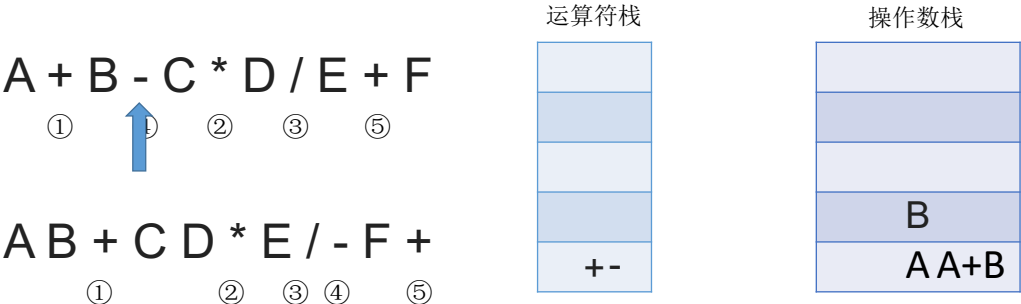 运算符栈
操作数栈
A + B - C * D / E + F
① ④ ② ③ ⑤
A B + C D * E / - F +
① ② ③ ④ ⑤
B
+-
A A+B